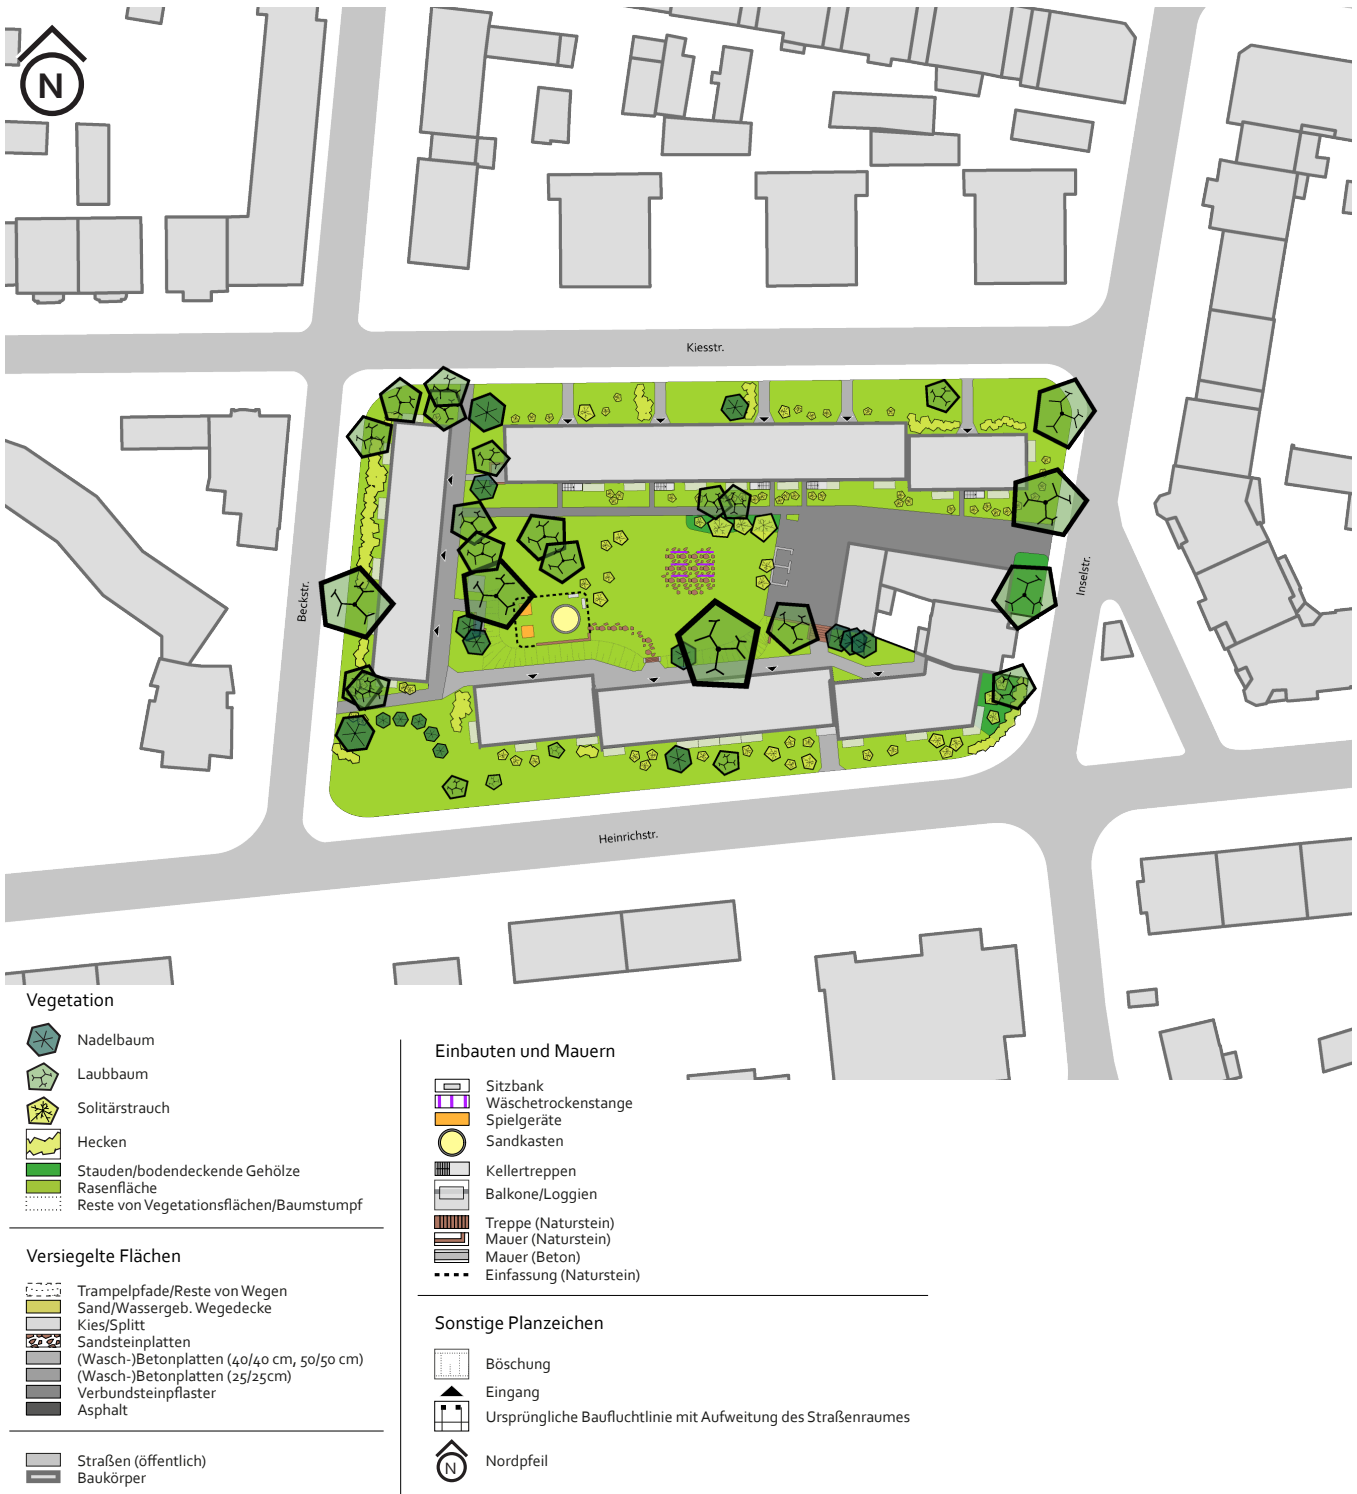 N
Kiesstr.
Beckstr.
Inselstr.
Heinrichstr.
Vegetation
Nadelbaum
Laubbaum
Solitärstrauch
Hecken
Stauden/bodendeckende Gehölze
Rasenfläche
Reste von Vegetationsflächen/Baumstumpf
Versiegelte Flächen
Trampelpfade/Reste von Wegen
Sand/Wassergeb. Wegedecke
Kies/Splitt
Sandsteinplatten
(Wasch-)Betonplatten (40/40 cm, 50/50 cm)
(Wasch-)Betonplatten (25/25cm)
Verbundsteinpflaster
Asphalt
Straßen (öffentlich)
Baukörper
Einbauten und Mauern
Sitzbank
Wäschetrockenstange
Spielgeräte
Sandkasten
Kellertreppen
Balkone/Loggien
Treppe (Naturstein)
Mauer (Naturstein)
Mauer (Beton)
Einfassung (Naturstein)
Sonstige Planzeichen
Böschung
Eingang
Ursprüngliche Baufluchtlinie mit Aufweitung des Straßenraumes
N
Nordpfeil